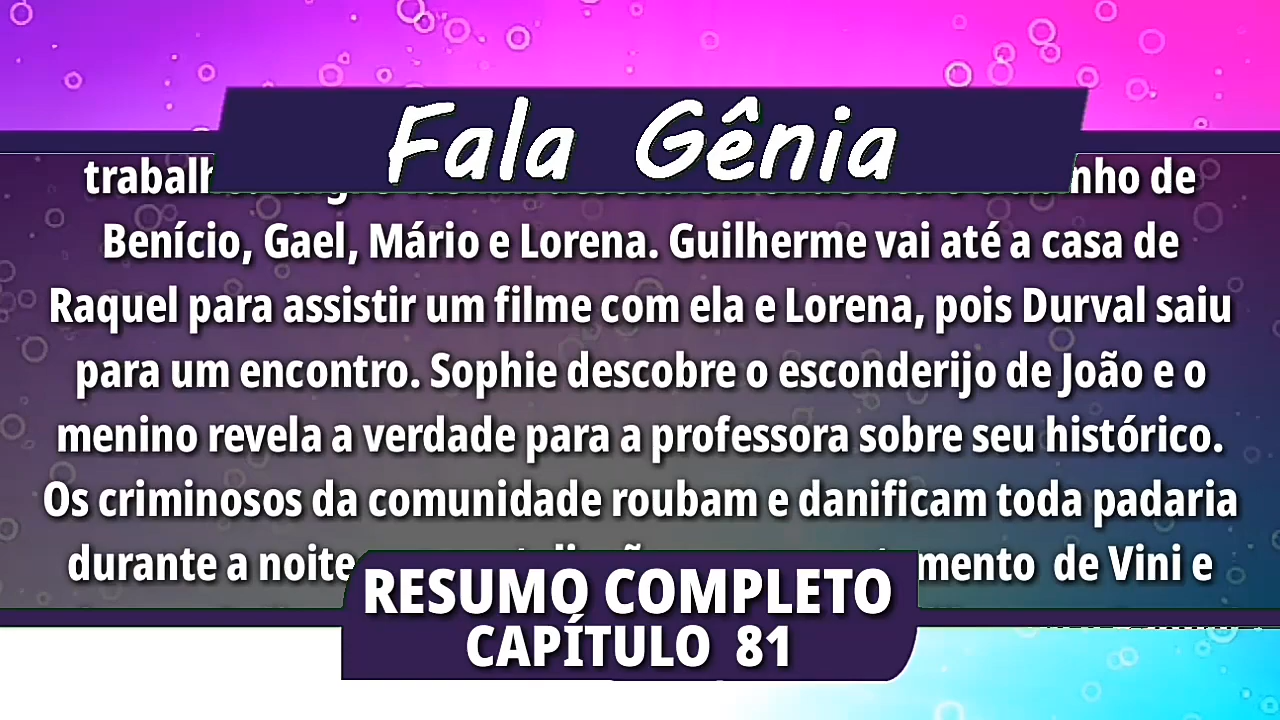 Fala Gênia
nho de
Benício, Gael, Mário e Lorena. Guilherme vai até a casa de
Raquel para assistir um filme com ela e Lorena, pois Durval saiu
para um encontro. Sophie descobre o esconderijo de João e o
menino revela a verdade para a professora sobre seu histórico.
Os criminosos da comunidade roubam e danificam toda padaria
durante a noite de Vini e
RESUMO COMPLETO
CAPÍTULO 81